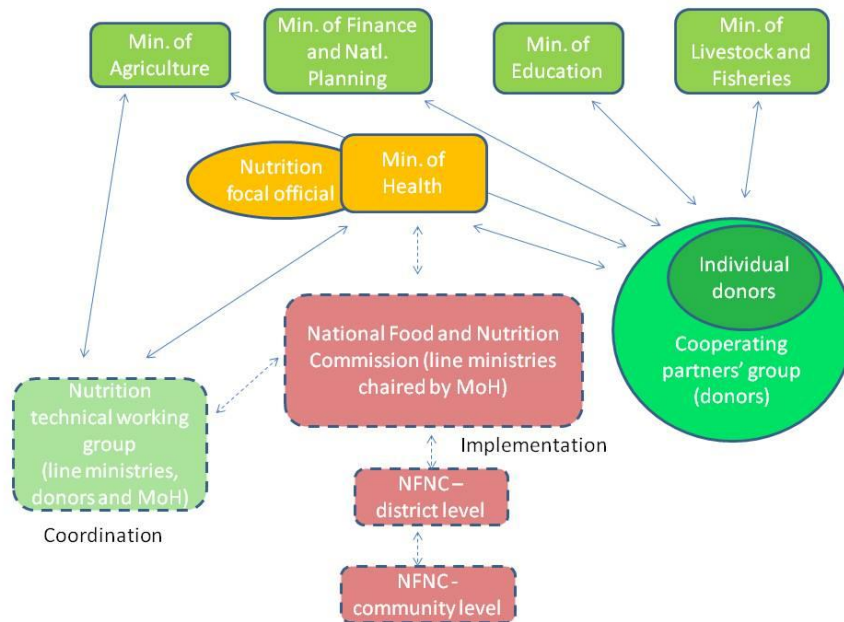 Min. of
Agriculture
Min. of Finance
and Natl.
Planning
Min. of
Education
Min. of
Livestock and
Fisheries
Nutrition
focal official
Min. of
Health
Individual
donors
Cooperating
partners’ group
(donors)
National Food and Nutrition
Commission (line ministries
chaired by MoH)
Nutrition
technical working
group
(line ministries,
donors and MoH)
Implementation
Coordination
NFNC –
district level
NFNC -
community level